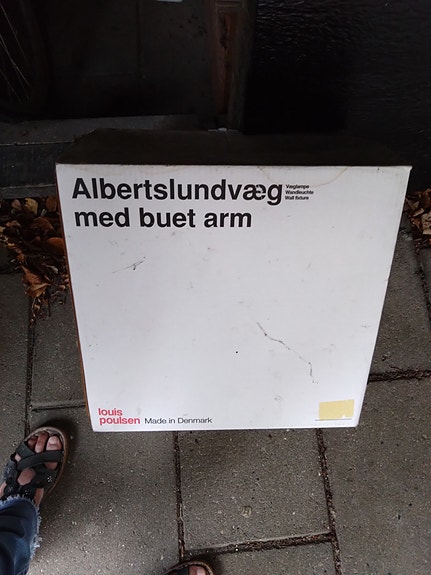 Albertslundvæg
Væglampe
Wandleuchte
Wall fixture
med buet arm
louis
poulsen Made in Denmark